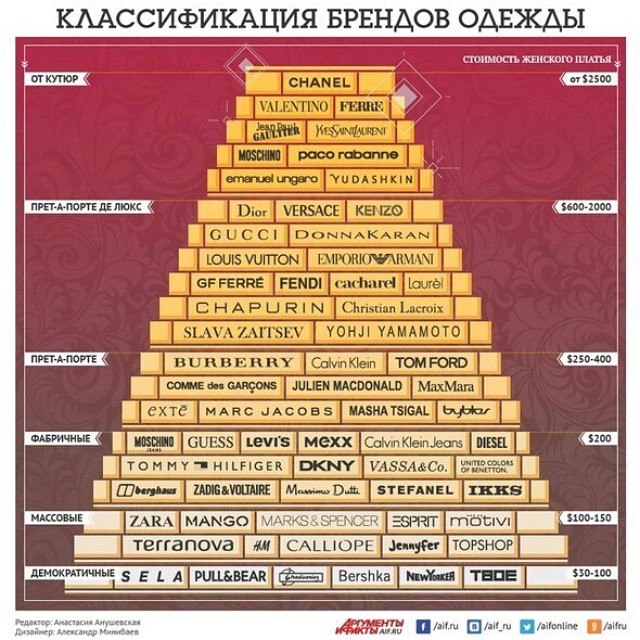 КЛАССИФИКАЦИЯ БРЕНДОВ ОДЕЖДЫ
СТОИМОСТЬ ЖЕНСКОГО ПЛАТЬЯ
ОТ КУТЮР CHANEL от $2500
VALENTINO FERRE
Jean Paul GAULTIER YVESSAINTLAURENT
MOSCHINO paco rabanne
emanuel ungaro YUDASHKIN
ПРЕТ-А-ПОРТЕ ДЕ ЛЮКС Dior VERSACE KENZO $600-2000
GUCCI DONNAKARAN
LOUIS VUITTON EMPORIO ARMANI
GF FERRÉ FENDI cacharel Laurèl
CHAPURIN Christian Lacroix
SLAVA ZAITSEV YOHJI YAMAMOTO
ПРЕТ-А-ПОРТЕ BURBERRY Calvin Klein TOM FORD $250-400
COMME des GARÇONS JULIEN MACDONALD MaxMara
extē MARC JACOBS MASHA TSIGAL byblos
ФАБРИЧНЫЕ MOSCHINO JEANS GUESS LEVI'S MEXX Calvin Klein Jeans DIESEL $200
TOMMY HILFIGER DKNY VASSA&Co. UNITED COLORS OF BENETTON.
berghaus ZADIG & VOLTAIRE Massimo Dutti STEFANEL IKKS
МАССОВЫЕ ZARA MANGO MARKS & SPENCER ESPRIT mötivi $100-150
Terranova H&M CALLIOPE Jennyfer TOPSHOP
ДЕМОКРАТИЧНЫЕ SELA PULL&BEAR Stradivarius Bershka NEWYORKER ТВОЕ $30-100
Редактор: Анастасия Анушевская
Дизайнер: Александр Минибаев
АРГУМЕНТЫ И ФАКТЫ AIF.RU /aif.ru /aif_ru /aifonline /aifru